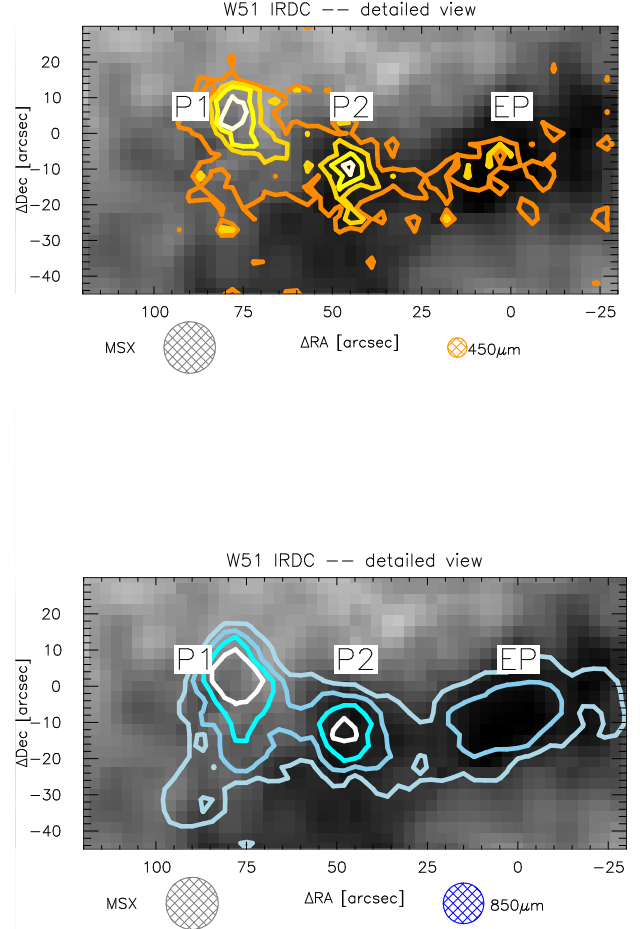 W51 IRDC -- detailed view
P1 P2 EP
20
10
0
-10
-20
-30
-40
ΔDec [arcsec]
100 75 50 25 0 -25
MSX ΔRA [arcsec] 450μm
W51 IRDC -- detailed view
P1 P2 EP
20
10
0
-10
-20
-30
-40
ΔDec [arcsec]
120 100 75 50 25 0 -25
MSX ΔRA [arcsec] 850μm